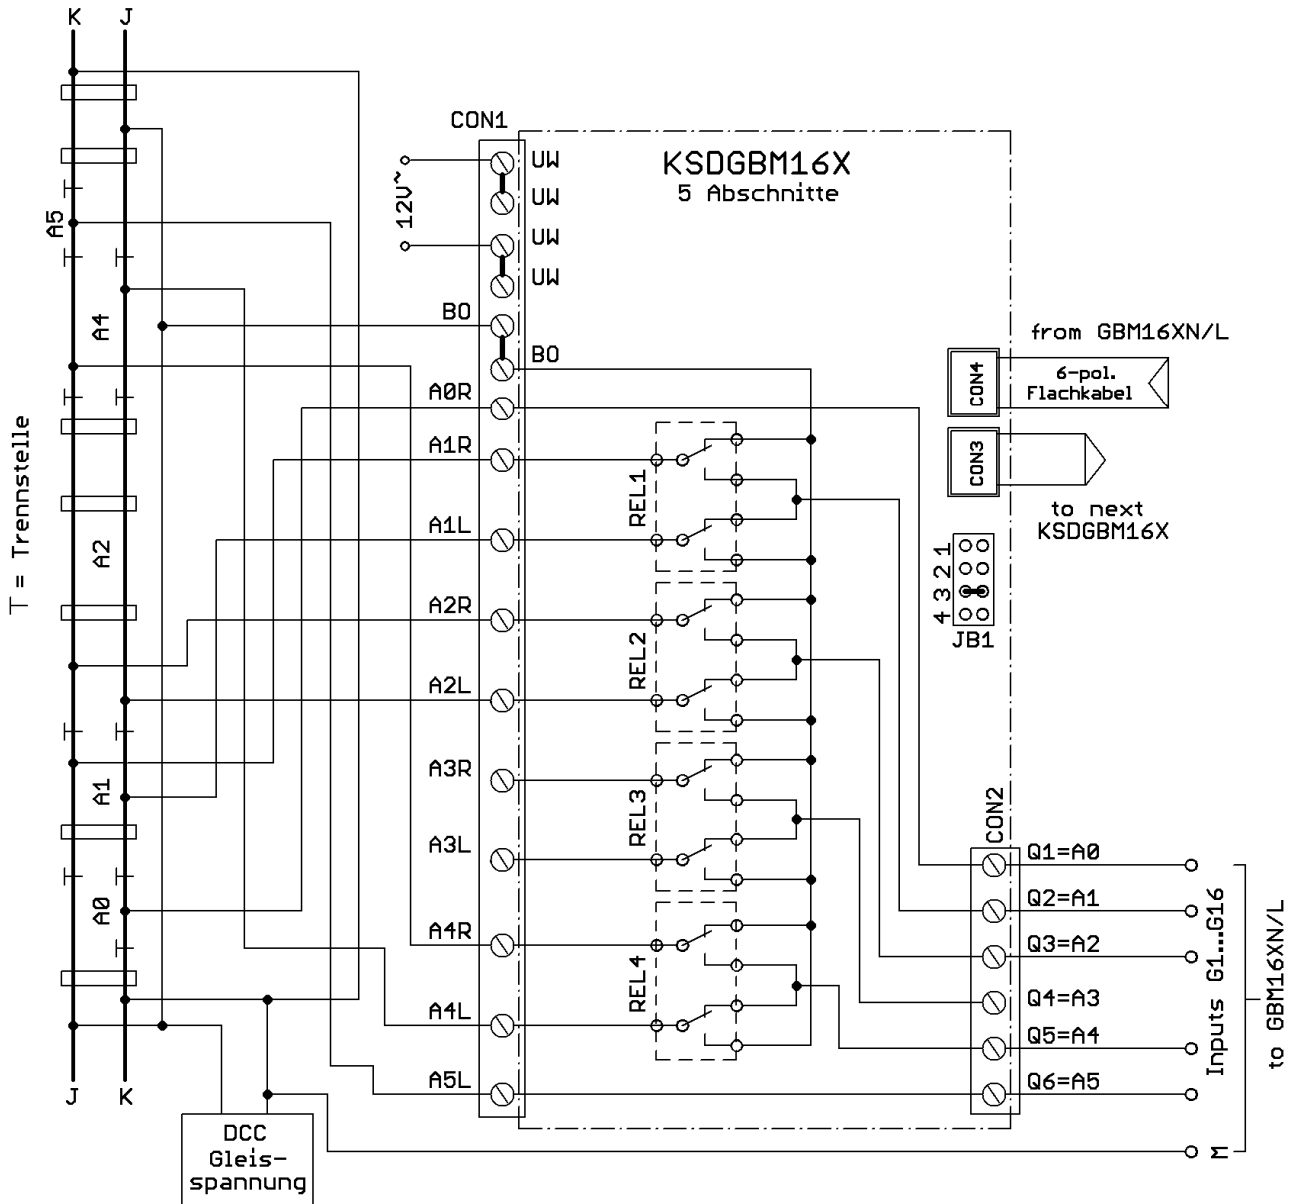 K J
CON1
KSDGBM16X
5 Abschnitte
UW
UW
UW
UW
12V~
A5
BO
BO
A4
from GBM16XN/L
CON4
6-pol.
Flachkabel
CON3
to next
KSDGBM16X
A0R
A1R
REL1
A1L
T = Trennstelle
A2
1
2
3
4
JB1
A2R
REL2
A2L
A3R
REL3
A3L
A1
A0
CON2
Q1=A0
Q2=A1
Q3=A2
Q4=A3
Q5=A4
Q6=A5
Inputs G1...G16
to GBM16XN/L
M
A4R
REL4
A4L
A5L
J K
DCC
Gleis-
spannung